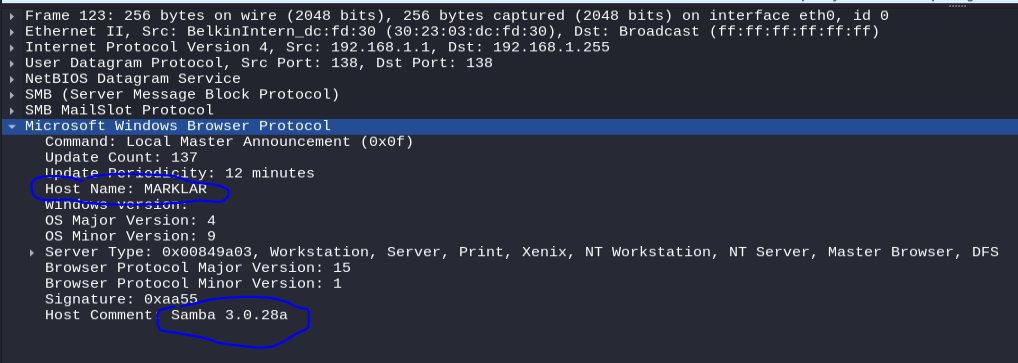 Frame 123: 256 bytes on wire (2048 bits), 256 bytes captured (2048 bits) on interface eth0, id 0
Ethernet II, Src: BelkinIntern_dc:fd:30 (30:23:03:dc:fd:30), Dst: Broadcast (ff:ff:ff:ff:ff:ff)
Internet Protocol Version 4, Src: 192.168.1.1, Dst: 192.168.1.255
User Datagram Protocol, Src Port: 138, Dst Port: 138
NetBIOS Datagram Service
SMB (Server Message Block Protocol)
SMB MailSlot Protocol
Microsoft Windows Browser Protocol
Command: Local Master Announcement (0x0f)
Update Count: 137
Update Periodicity: 12 minutes
Host Name: MARKLAR
Windows version:
OS Major Version: 4
OS Minor Version: 9
Server Type: 0x00849a03, Workstation, Server, Print, Xenix, NT Workstation, NT Server, Master Browser, DFS
Browser Protocol Major Version: 15
Browser Protocol Minor Version: 1
Signature: 0xaa55
Host Comment: Samba 3.0.28a